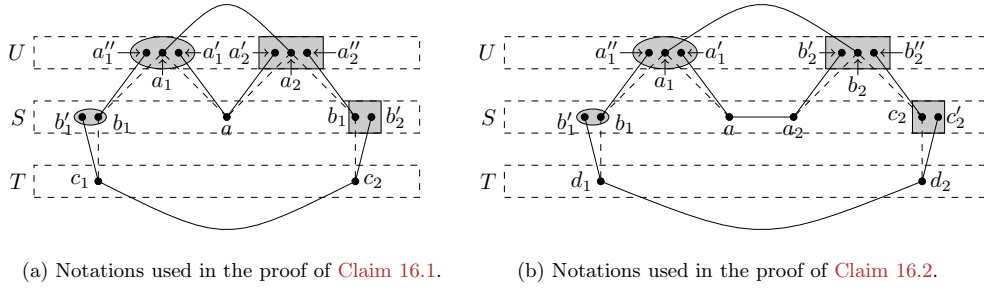 U a''₁ a'₁ a'₂ a''₂ a''₁ a'₁ b'₂ b''₂ U
a₁ a₂ a₁ b₂
S b'₁ b₁ a b₁ b'₂ S b'₁ b₁ a a₂ c₂ c'₂
T c₁ c₂ T d₁ d₂
(a) Notations used in the proof of Claim 16.1. (b) Notations used in the proof of Claim 16.2.